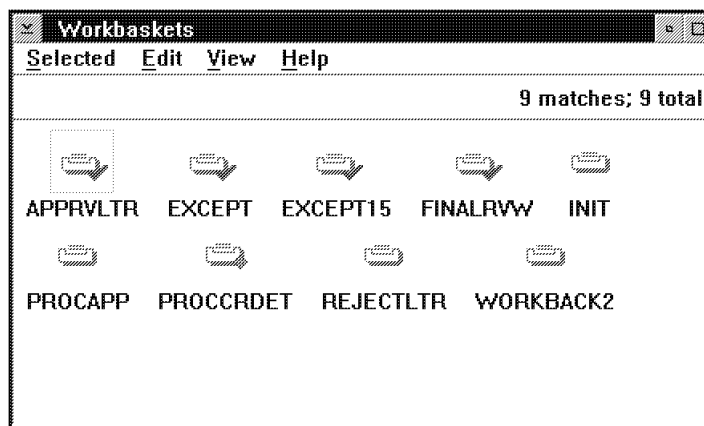 Workbaskets
Selected Edit View Help
9 matches; 9 total
APPRVLTR EXCEPT EXCEPT15 FINALRVW INIT
PROCAPP PROCCRDET REJECTLTR WORKBACK2